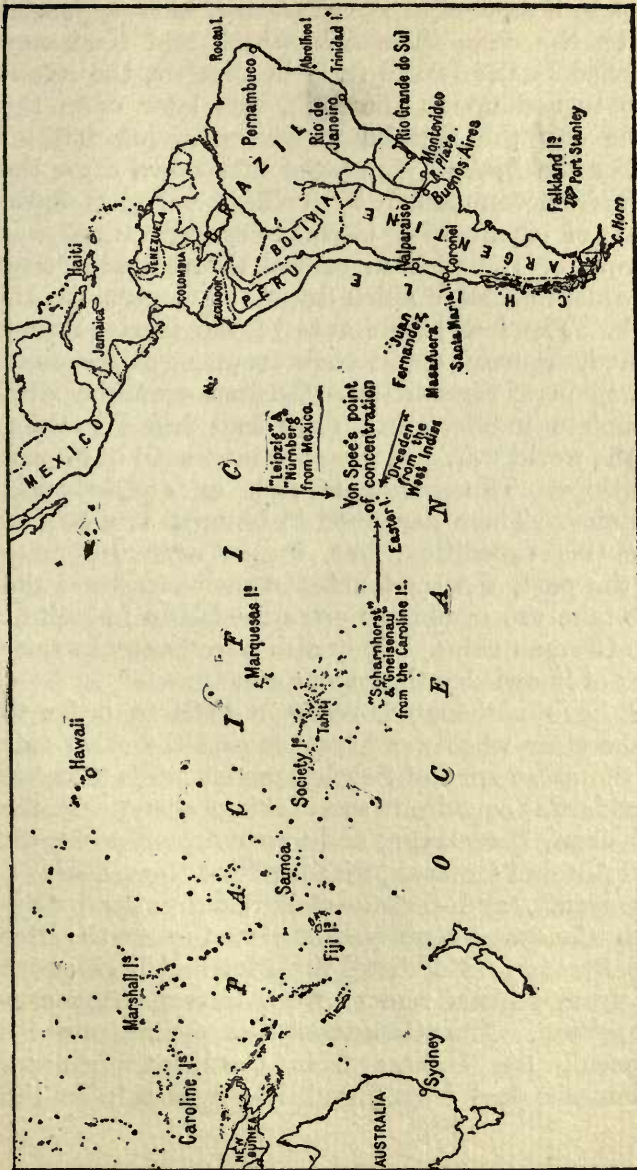 MEXICO
Haiti
Jamaica
VENEZUELA
COLOMBIA
ECUADOR
PERU
BRAZIL
BOLIVIA
ARGENTINE
CHILE
Rocas I.
Pernambuco
Abrolhos I.
Trinidad I.
Rio de
Janeiro
Rio Grande do Sul
Montevideo
R. Plate.
Buenos Aires
Valparaiso
Coronel
Santa Maria I.
Juan
Fernandez
Masafuera
Falkland Is.
Port Stanley
C. Horn
PACIFIC
OCEAN
"Leipzig" &
"Nürnberg"
from Mexico.
Von Spee's point
of concentration
"Dresden"
from the
West Indies
Easter I.
"Scharnhorst"
& "Gneisenau"
from the Caroline Is.
Hawaii
Marquesas Is.
Society Is.
Tahiti
Samoa
Fiji Is.
Marshall Is.
Caroline Is.
NEW
GUINEA
AUSTRALIA
Sydney